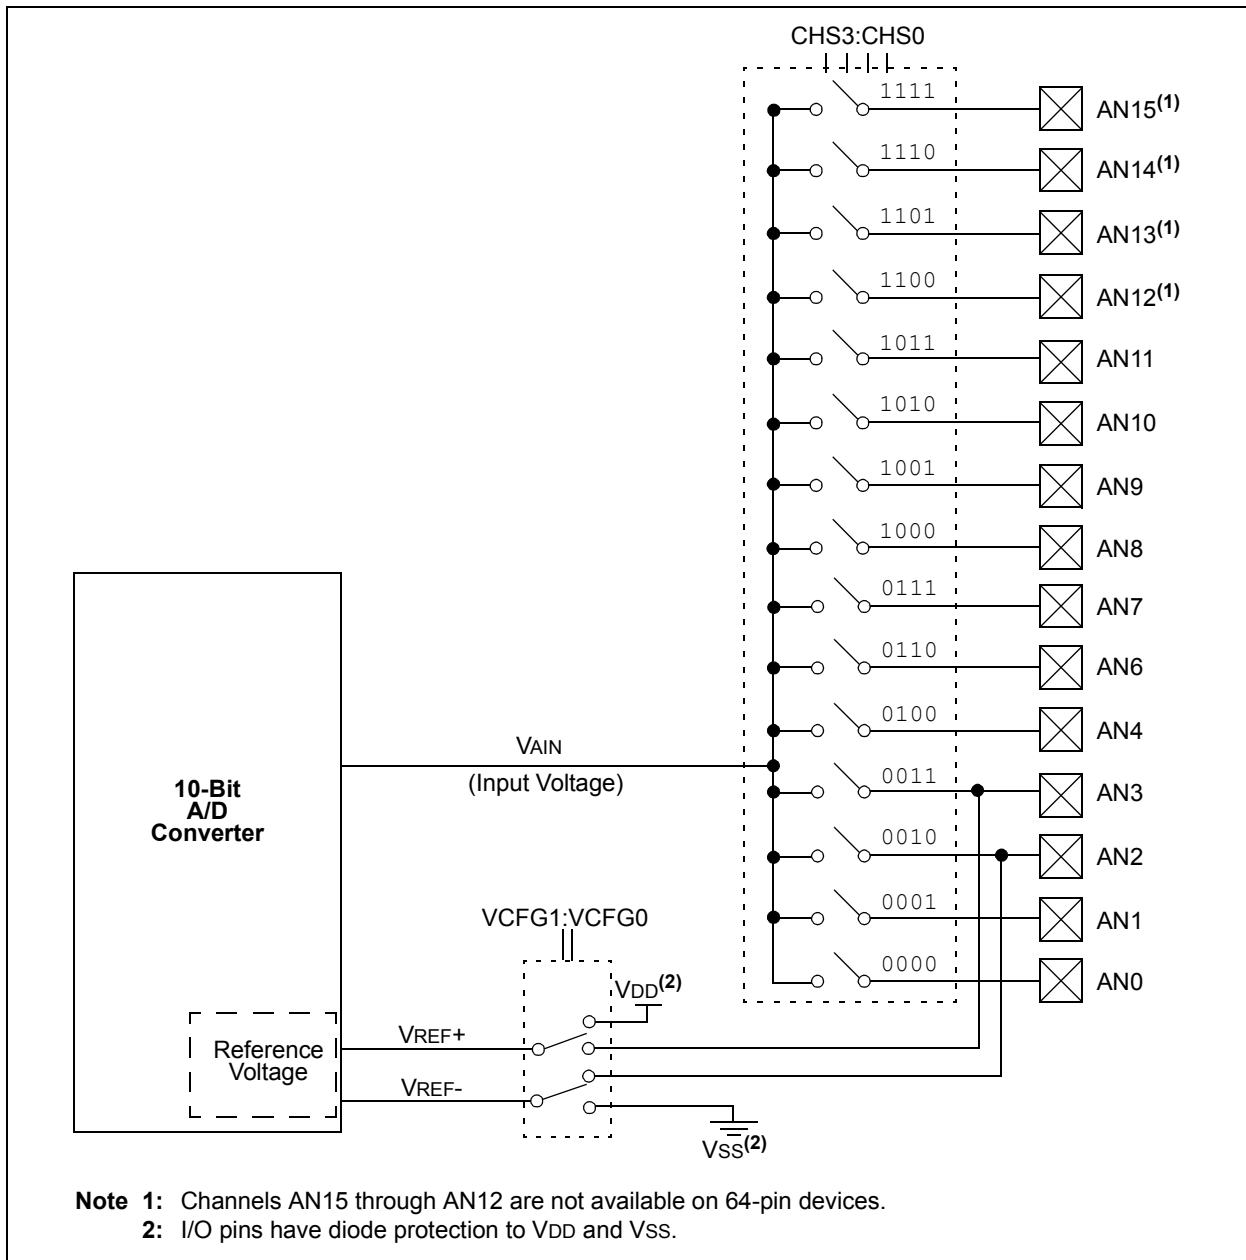 CHS3:CHS0
1111 AN15(1)
1110 AN14(1)
1101 AN13(1)
1100 AN12(1)
1011 AN11
1010 AN10
1001 AN9
1000 AN8
0111 AN7
0110 AN6
0100 AN4
VAIN
(Input Voltage)
10-Bit
A/D
Converter
0011 AN3
0010 AN2
0001 AN1
0000 AN0
VCFG1:VCFG0
VDD(2)
VREF+
Reference
Voltage
VREF-
VSS(2)
Note 1: Channels AN15 through AN12 are not available on 64-pin devices.
2: I/O pins have diode protection to VDD and VSS.